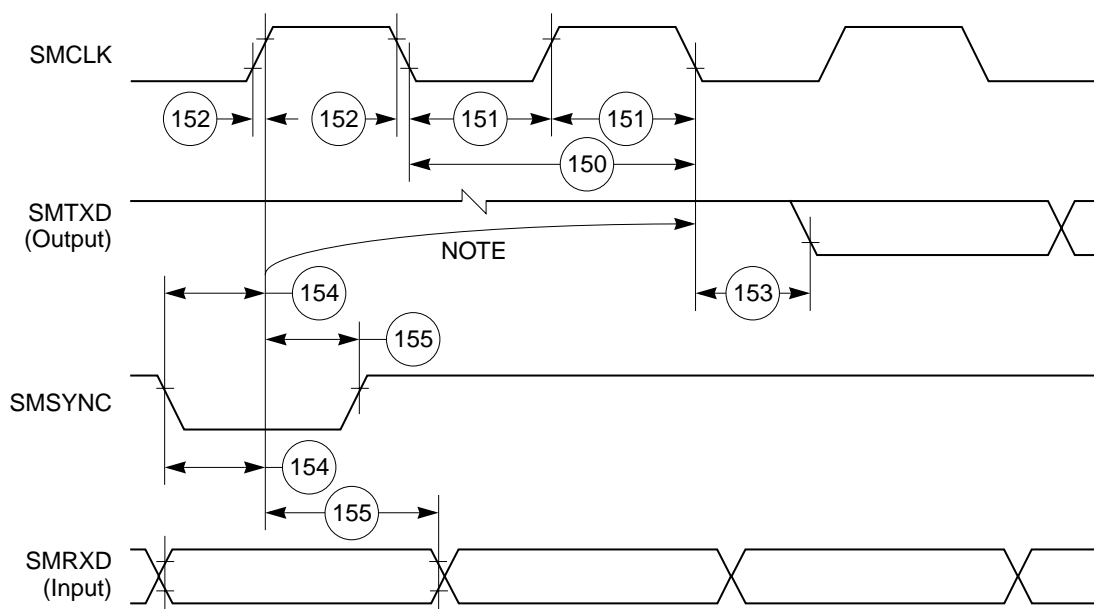 SMCLK
152
152
151
151
150
SMTXD
(Output)
NOTE
154
153
155
SMSYNC
154
155
SMRXD
(Input)